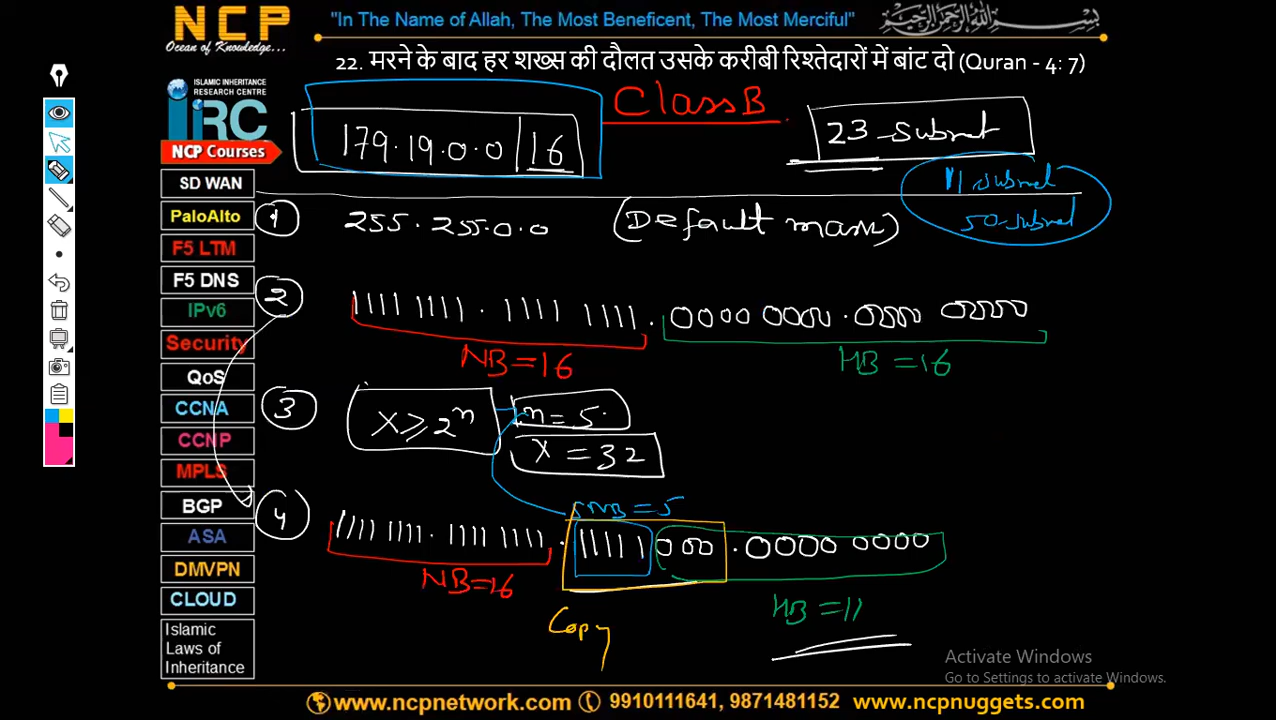 NCP
Ocean of Knowledge...
"In The Name of Allah, The Most Beneficent, The Most Merciful"
22. मरने के बाद हर शख्स की दौलत उसके करीबी रिश्तेदारों में बांट दो (Quran - 4: 7)
ISLAMIC INHERITANCE
RESEARCH CENTRE
IRC
NCP Courses
SD WAN
PaloAlto
F5 LTM
F5 DNS
IPv6
Security
QoS
CCNA
CCNP
MPLS
BGP
ASA
DMVPN
CLOUD
Islamic
Laws of
Inheritance
179.19.0.0/16
Class B
23-subnet
11 subnet
50-subnet
1 255.255.0.0 (Default mask)
2 1111 1111 . 1111 1111 . 0000 0000 . 0000 0000
NB=16 HB=16
3 X ≥ 2ⁿ n=5.
X = 32
SNB=5
4 1111 1111 . 1111 1111 . 11111 000 . 0000 0000
NB=16
HB=11
Copy
Activate Windows
Go to Settings to activate Windows.
www.ncpnetwork.com 9910111641, 9871481152 www.ncpnuggets.com